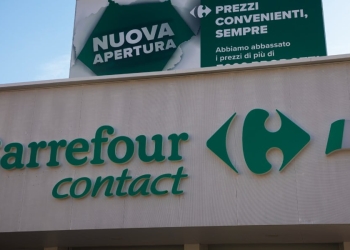 NUOVA
APERTURA
PREZZI
CONVENIENTI,
SEMPRE
Abbiamo abbassato
i prezzi di più di
arrefour
contact